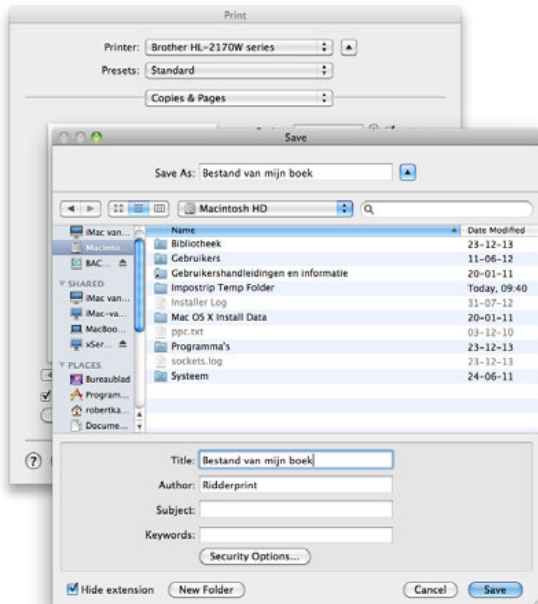 Print
Printer: Brother HL-2170W series
Presets: Standard
Copies & Pages
Save
Save As: Bestand van mijn boek
Macintosh HD
Name Date Modified
iMac van...
Macinto...
BAC...
SHARED
iMac van...
iMac-va...
MacBoo...
xSer...
PLACES
Bureaublad
Program...
robertka...
Docume...
Bibliotheek 23-12-13
Gebruikers 11-06-12
Gebruikershandleidingen en informatie 20-01-11
Impostrip Temp Folder Today, 09:40
Installer Log 31-07-12
Mac OS X Install Data 20-01-11
ppc.txt 03-12-10
Programma's 23-12-13
sockets.log 23-12-13
Systeem 24-06-11
Title: Bestand van mijn boek
Author: Ridderprint
Subject:
Keywords:
Security Options...
?
Hide extension New Folder Cancel Save